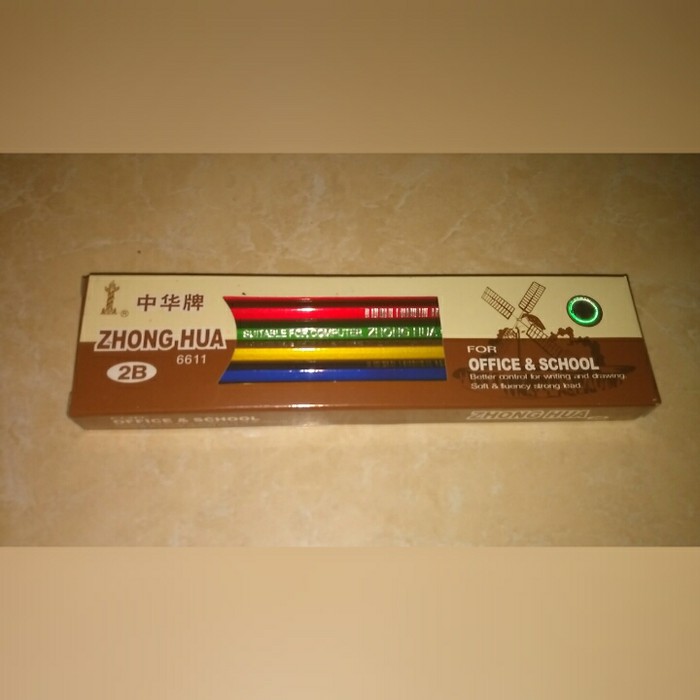 ® 中华牌
ZHONG HUA
6611
2B
SUITABLE FOR COMPUTER ZHONG HUA
FOR
OFFICE & SCHOOL
Better control for writing and drawing.
Soft & fluency strong lead
OFFICE & SCHOOL
ZHONG HUA